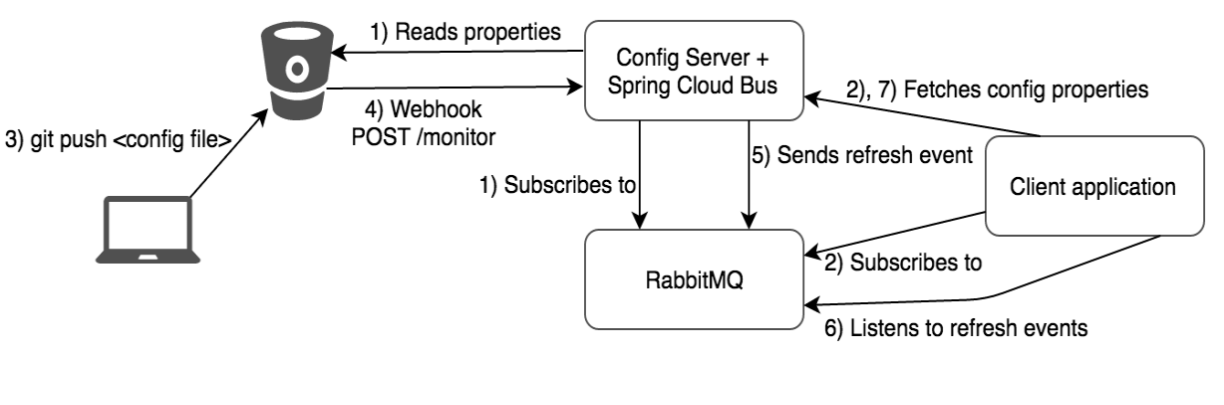 1) Reads properties
Config Server +
Spring Cloud Bus
2), 7) Fetches config properties
4) Webhook
POST /monitor
3) git push <config file>
5) Sends refresh event
1) Subscribes to
Client application
2) Subscribes to
RabbitMQ
6) Listens to refresh events